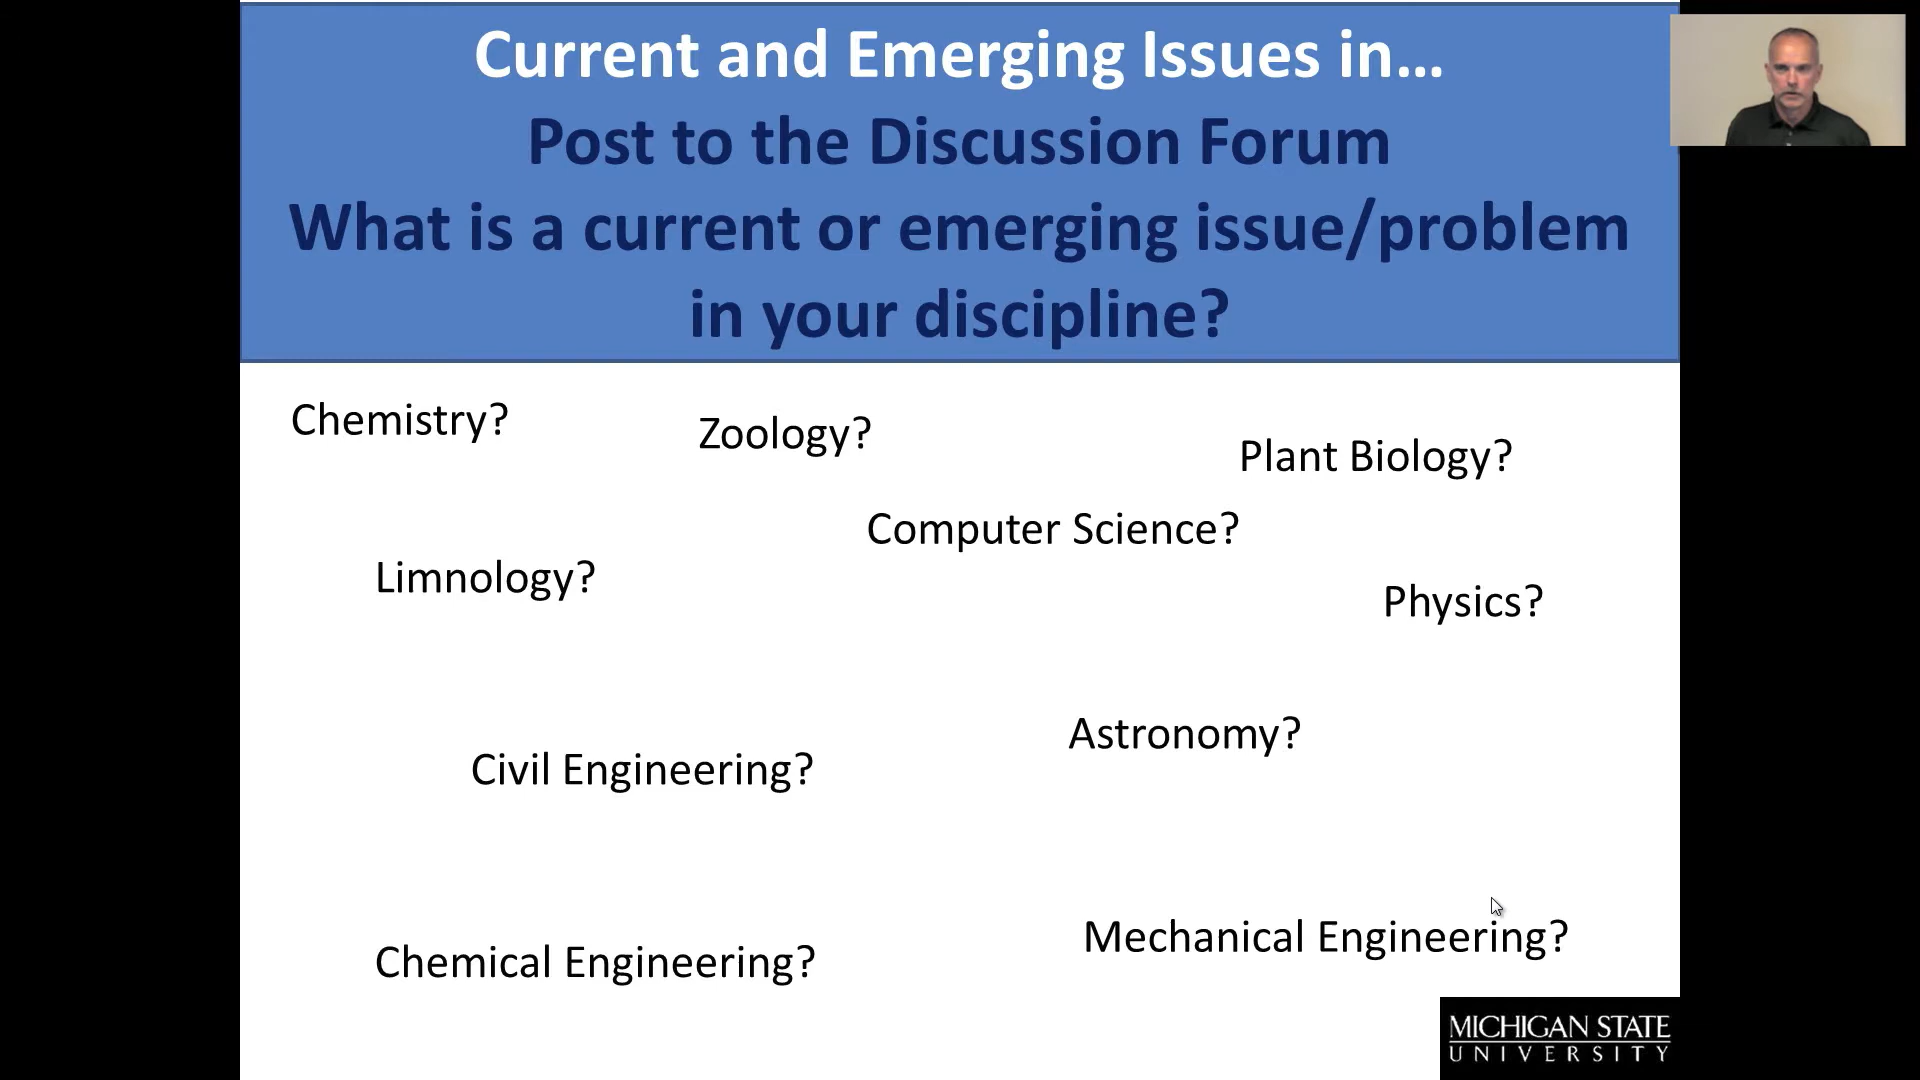 Current and Emerging Issues in...
Post to the Discussion Forum
What is a current or emerging issue/problem
in your discipline?
Chemistry?
Zoology?
Plant Biology?
Computer Science?
Limnology?
Physics?
Astronomy?
Civil Engineering?
Mechanical Engineering?
Chemical Engineering?
MICHIGAN STATE
UNIVERSITY